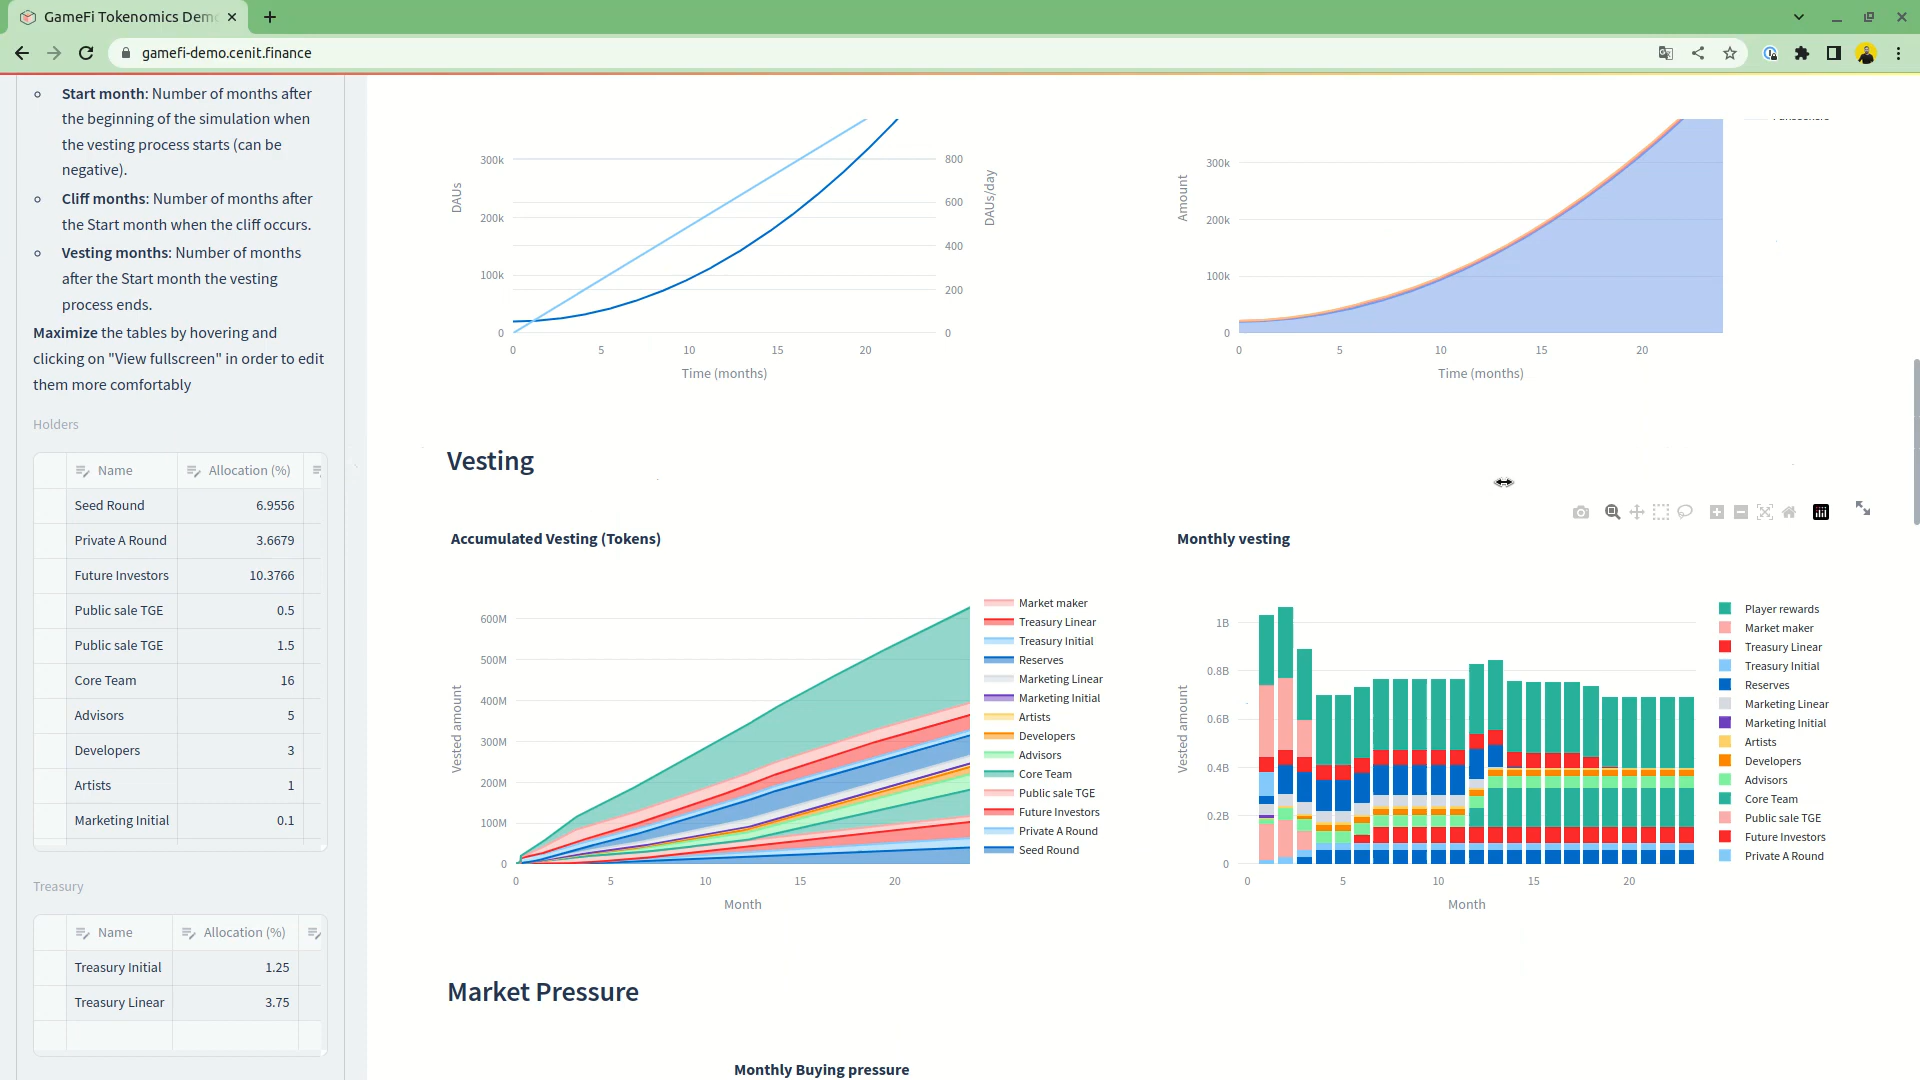 GameFi Tokenomics Demo
gamefi-demo.cenit.finance
Start month: Number of months after
the beginning of the simulation when
the vesting process starts (can be
negative).
Cliff months: Number of months after
the Start month when the cliff occurs.
Vesting months: Number of months
after the Start month the vesting
process ends.
Maximize the tables by hovering and
clicking on "View fullscreen" in order to edit
them more comfortably
Holders
Name Allocation (%)
Seed Round 6.9556
Private A Round 3.6679
Future Investors 10.3766
Public sale TGE 0.5
Public sale TGE 1.5
Core Team 16
Advisors 5
Developers 3
Artists 1
Marketing Initial 0.1
Treasury
Name Allocation (%)
Treasury Initial 1.25
Treasury Linear 3.75
DAUs
300k
200k
100k
0
800
600
400
200
0
DAUs/day
0 5 10 15 20
Time (months)
Amount
300k
200k
100k
0
0 5 10 15 20
Time (months)
Vesting
Accumulated Vesting (Tokens)
Vested amount
600M
500M
400M
300M
200M
100M
0
0 5 10 15 20
Month
Market maker
Treasury Linear
Treasury Initial
Reserves
Marketing Linear
Marketing Initial
Artists
Developers
Advisors
Core Team
Public sale TGE
Future Investors
Private A Round
Seed Round
Monthly vesting
Vested amount
1B
0.8B
0.6B
0.4B
0.2B
0
0 5 10 15 20
Month
Player rewards
Market maker
Treasury Linear
Treasury Initial
Reserves
Marketing Linear
Marketing Initial
Artists
Developers
Advisors
Core Team
Public sale TGE
Future Investors
Private A Round
Market Pressure
Monthly Buying pressure